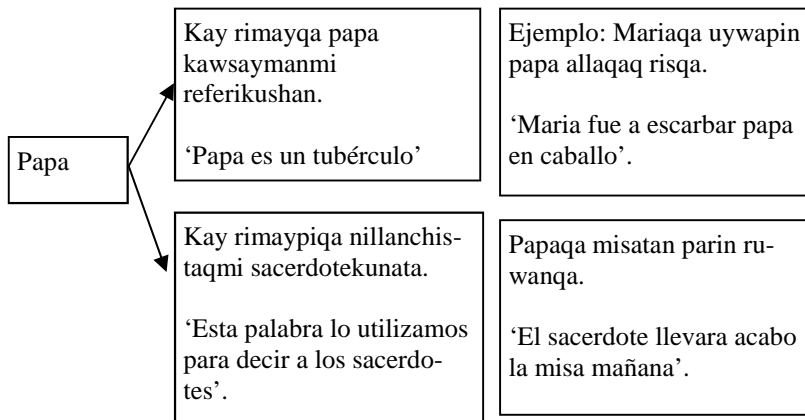 Papa
Kay rimayqa papa
kawsaymanmi
referikushan.
‘Papa es un tubérculo’
Ejemplo: Mariaqa uywapin
papa allaqaq risqa.
‘Maria fue a escarbar papa
en caballo’.
Kay rimaypiqa nillanchis-
taqmi sacerdotekunata.
‘Esta palabra lo utilizamos
para decir a los sacerdo-
tes’.
Papaqa misatan parin ru-
wanqa.
‘El sacerdote llevara acabo
la misa mañana’.